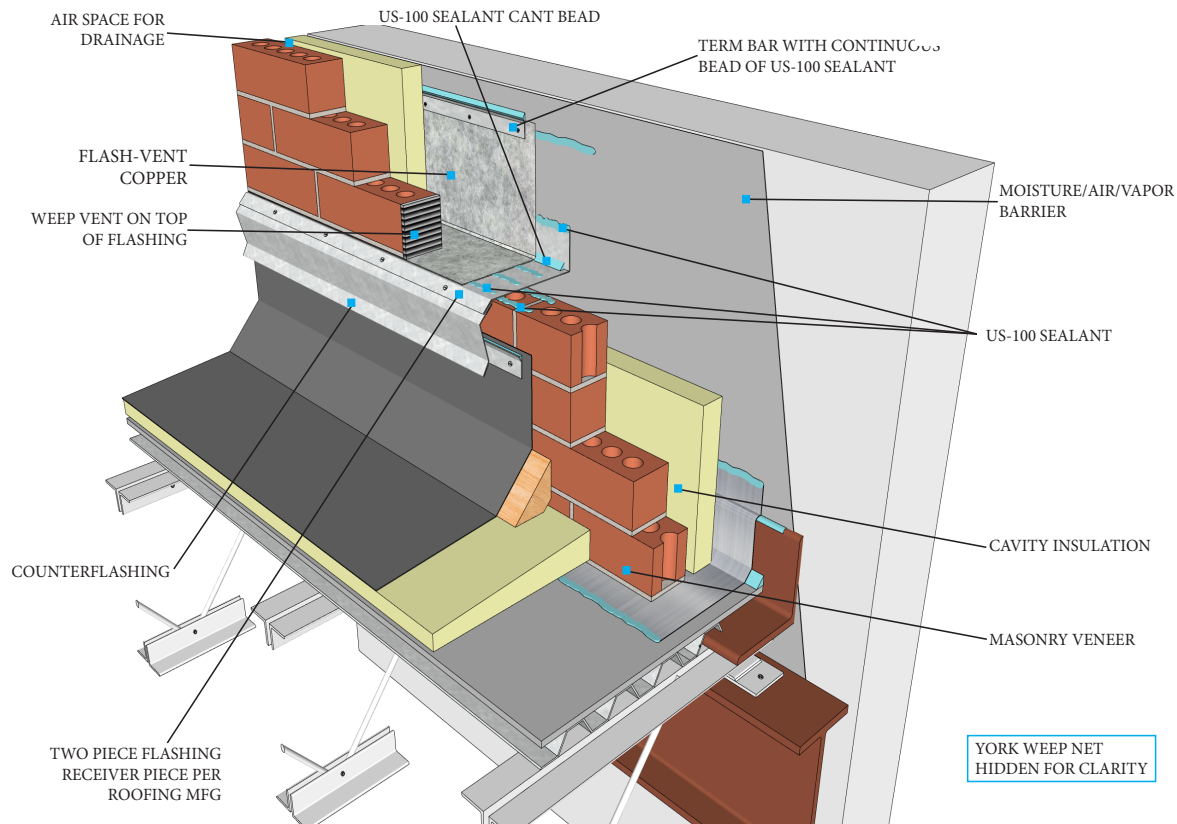 AIR SPACE FOR
DRAINAGE
US-100 SEALANT CANT BEAD
TERM BAR WITH CONTINUOUS
BEAD OF US-100 SEALANT
FLASH-VENT
COPPER
MOISTURE/AIR/VAPOR
BARRIER
WEEP VENT ON TOP
OF FLASHING
US-100 SEALANT
COUNTERFLASHING
CAVITY INSULATION
MASONRY VENEER
TWO PIECE FLASHING
RECEIVER PIECE PER
ROOFING MFG
YORK WEEP NET
HIDDEN FOR CLARITY